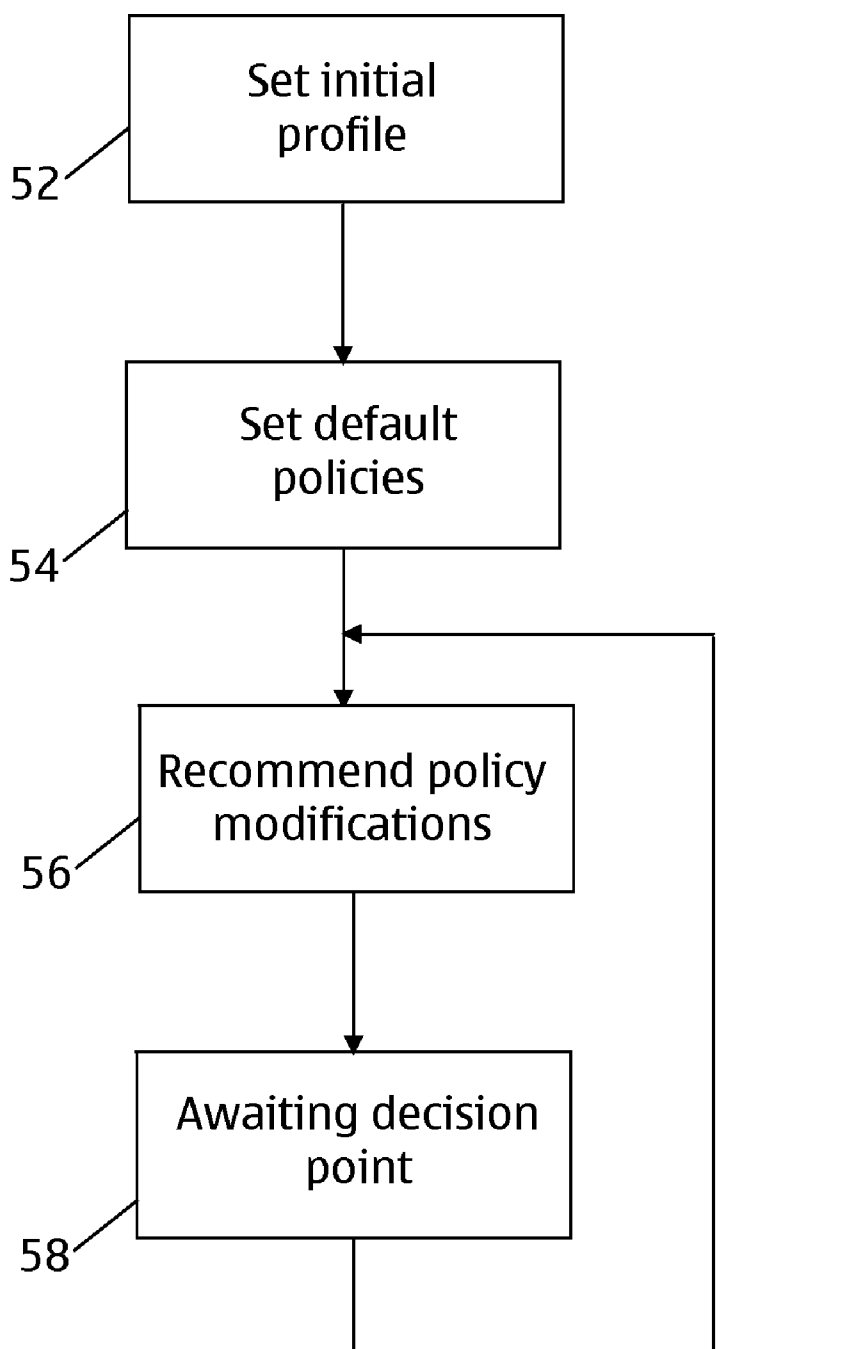 Set initial
profile
52
Set default
policies
54
Recommend policy
modifications
56
Awaiting decision
point
58